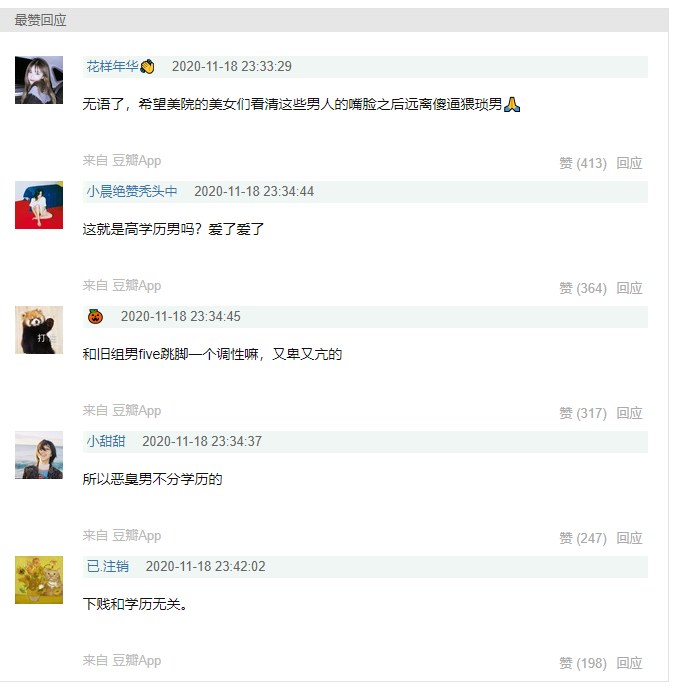 最赞回应
花样年华👏 2020-11-18 23:33:29
无语了，希望美院的美女们看清这些男人的嘴脸之后远离傻逼猥琐男🙏
来自 豆瓣App
赞 (413) 回应
小晨绝赞秃头中 2020-11-18 23:34:44
这就是高学历男吗？爱了爱了
来自 豆瓣App
赞 (364) 回应
🎃 2020-11-18 23:34:45
打
和旧组男five跳脚一个调性嘛，又卑又亢的
来自 豆瓣App
赞 (317) 回应
小甜甜 2020-11-18 23:34:37
所以恶臭男不分学历的
来自 豆瓣App
赞 (247) 回应
已.注销 2020-11-18 23:42:02
下贱和学历无关。
来自 豆瓣App
赞 (198) 回应